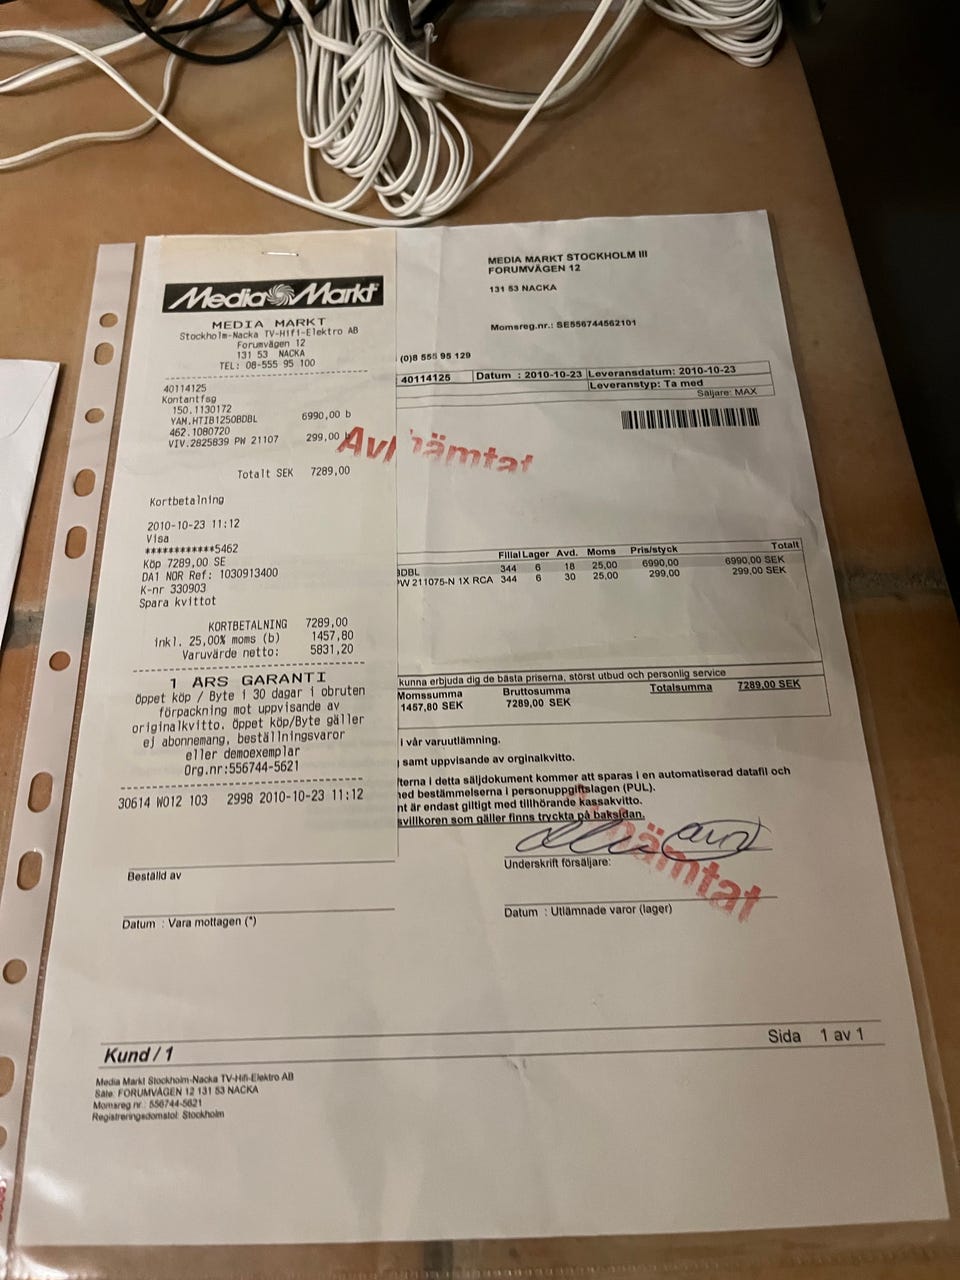 Media Markt
MEDIA MARKT
Stockholm-Nacka TV-Hifi-Elektro AB
Forumvägen 12
131 53 NACKA
TEL: 08-555 95 100
40114125
Kontantfsg
150.1130172
YAM.HTIB1250BDBL 6990,00 b
462.1080720
VIV.2825839 PW 21107 299,00
Totalt SEK 7289,00
Kortbetalning
2010-10-23 11:12
Visa
************5462
Köp 7289,00 SE
DA1 NOR Ref: 1030913400
K-nr 330903
Spara kvittot
KORTBETALNING 7289,00
inkl. 25,00% moms (b) 1457,80
Varuvärde netto: 5831,20
1 ARS GARANTI
Öppet köp / Byte i 30 dagar i obruten
förpackning mot uppvisande av
originalkvitto. Öppet köp/Byte gäller
ej abonnemang, beställningsvaror
eller demoexemplar
Org.nr:556744-5621
30614 W012 103 2998 2010-10-23 11:12
MEDIA MARKT STOCKHOLM III
FORUMVÄGEN 12
131 53 NACKA
Momsreg.nr.: SE556744562101
(0)8 555 95 129
40114125 Datum : 2010-10-23 Leveransdatum: 2010-10-23
Leveranstyp: Ta med
Säljare: MAX
Avhämtat
Filial Lager Avd. Moms Pris/styck Totalt
BDBL 344 6 18 25,00 6990,00 6990,00 SEK
PW 211075-N 1X RCA 344 6 30 25,00 299,00 299,00 SEK
kunna erbjuda dig de bästa priserna, störst utbud och personlig service
Momssumma Bruttosumma Totalsumma 7289,00 SEK
1457,80 SEK 7289,00 SEK
i vår varuutlämning.
samt uppvisande av orginalkvitto.
fterna i detta säljdokument kommer att sparas i en automatiserad datafil och
ned bestämmelserna i personuppgiftslagen (PUL).
nt är endast giltigt med tillhörande kassakvitto.
svillkoren som gäller finns tryckta på baksidan.
Avhämtat
Underskrift försäljare:
Beställd av
Datum : Vara mottagen (*)
Datum : Utlämnade varor (lager)
Kund / 1
Sida 1 av 1
Media Markt Stockholm-Nacka TV-Hifi-Elektro AB
Säte: FORUMVÄGEN 12 131 53 NACKA
Momsreg nr.: 556744-5621
Registreringsdomstol: Stockholm